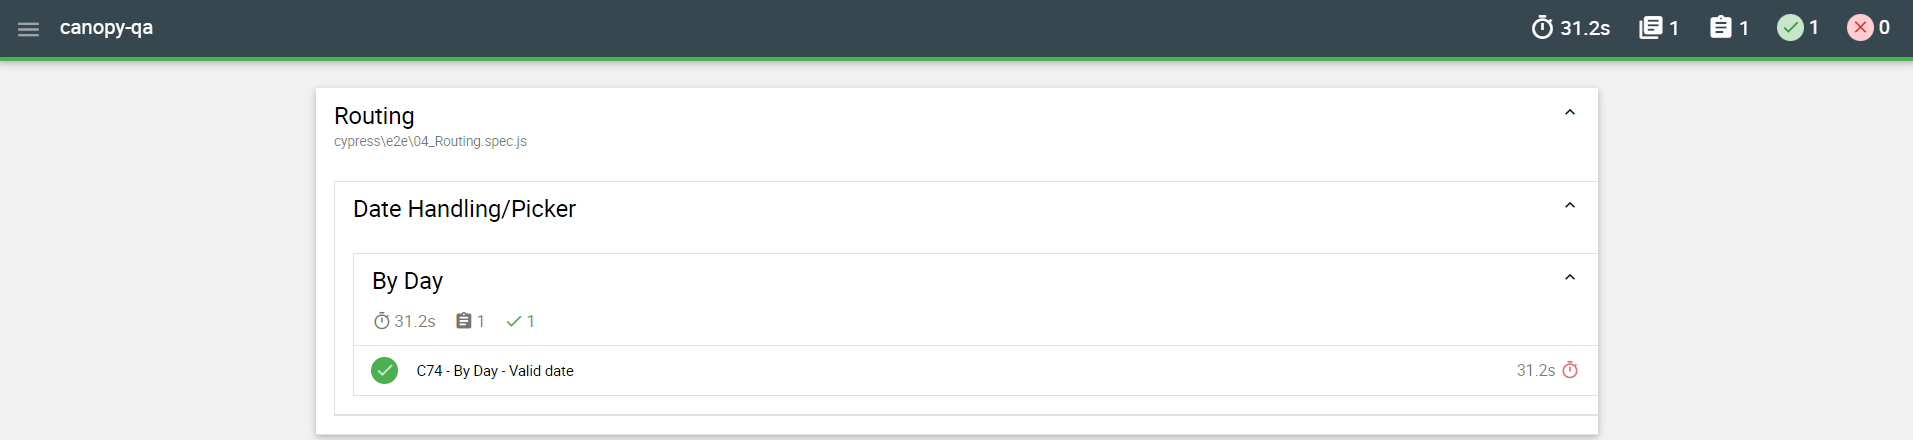 canopy-qa 31.2s 1 1 1 0
Routing
cypress\e2e\04_Routing.spec.js
Date Handling/Picker
By Day
31.2s 1 1
C74 - By Day - Valid date 31.2s